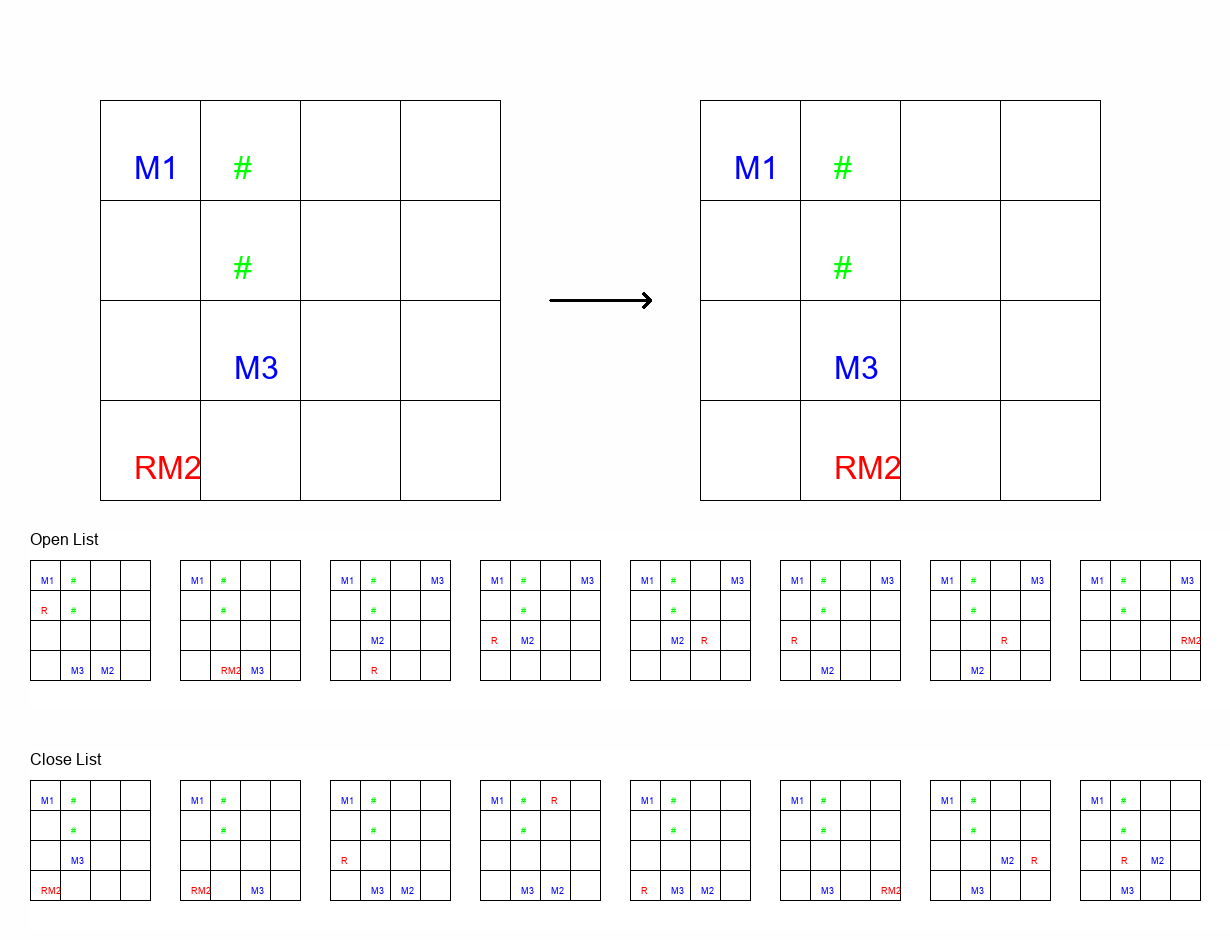 M1 # M1 #
# #
M3 M3
RM2 RM2
Open List
M1 # M1 # M1 # M3 M1 # M3 M1 # M3 M1 # M3 M1 # M3 M1 # M3
R # # # # # # # #
M2 R M2 M2 R R R RM2
M3 M2 RM2 M3 R M2 M2
Close List
M1 # M1 # M1 # M1 # R M1 # M1 # M1 # M1 #
# # # # # # # #
M3 R M2 R R M2
RM2 RM2 M3 M3 M2 M3 M2 R M3 M2 M3 RM2 M3 M3